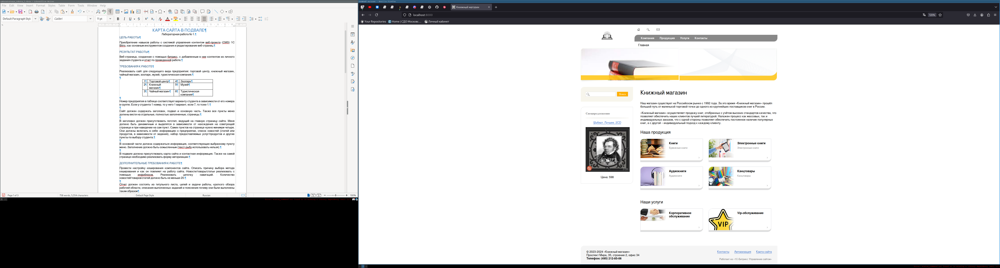 Laboratornaya_rabota_1.docx — LibreOffice Writer
File Edit View Insert Format Styles Table Form Tools Window Help
Default Paragraph Styl
Calibri
11 pt
КАРТА·САЙТА·В·ПОДВАЛЕ¶
Лабораторная работа № 1.¶
ЦЕЛЬ·РАБОТЫ¶
Приобретение навыков работы с системой управления контентом веб-проекта (CMS) 1С
Bitrix, как основным инструментом создания и редактирование веб-страниц.¶
РЕЗУЛЬТАТ·РАБОТЫ¶
Веб-страница, созданная с помощью битрикс, с добавленным в нее контентом из личного
задания студента и отчет по проведенной работе.¶
ТРЕБОВАНИЯ К РАБОТЕ¶
Реализовать сайт для следующего вида предприятия: торговой центр, книжный магазин,
чайный магазин, зоопарк, музей, туристическая компания.¶
¶
1¶ Торговой центр¶ 4¶ Зоопарк¶
2¶ Книжный магазин¶ 5¶ Музей¶
3¶ Чайный магазин¶ 6¶ Туристическая компания¶
¶
Номер предприятия в таблице соответствует варианту студента в зависимости от его номера
в группе. Если у студента 1 номер, то у него 1 вариант, если 7, то тоже 1.¶
¶
Сайт должен содержать заголовок, подвал и основную часть. Также все пункты меню
должны вести на отдельные, полностью заполненные, страницы.¶
¶
В заголовке должен присутствовать логотип, ведущий на главную страницу сайта. Меня
должно быть динамичным и выделятся в зависимости от нахождения на советующей
странице и при наведении на сам пункт. Самих пунктов на странице нужно минимум четыре.
Они должны включать в себя: информацию о предприятии, список новостей (статей или
продуктов, в зависимости от задания), набор предоставляемых услуг/продуктов и другие
пункты по выбору студента.¶
¶
В основной части должна содержаться информация, соответствующая выбранному пункту
меню. Заполнение должно быть осмысленным (текст-рыбу использовать нельзя).¶
¶
В подвале должна присутствовать карта сайта и контактная информация. Также на самой
странице необходимо реализовать форму авторизации.¶
ДОПОЛНИТЕЛЬНЫЕ ТРЕБОВАНИЯ К РАБОТЕ¶
Провести настройку кеширования компонентов сайта. Описать причину выбора метода
кеширования и как он повлияет на работу сайта. Новости/товары/статьи реализовать с
помощью инфоблоков. Реализовать цепочку навигаций. Количество
новостей/товаров/статей должно быть не меньше 20.¶
¶
Отчет должен состоять из титульного листа, целей и задачи работы, краткого обзора
рабочей области, описания выполненных заданий и пояснения почему они были выполнены
таким образом¶
Page 1 of 3
758 words, 5,554 characters
Default Page Style
Russian
100%
Книжный магазин — Mozilla Firefox
Книжный магазин
localhost:8000
120%
Your Repositories
Home | СДО Московс...
Личный кабинет
Компания Продукция Услуги Контакты
Главная
Поиск
Спецпредложение
Шуберт. Лучшее. 2CD
ШУБЕРТ
ЛУЧШЕЕ
2 CD
Цена: 598
Книжный магазин
Наш магазин существует на Российском рынке с 1992 года. За это время «Книжный магазин» прошёл
большой путь от маленькой торговой точки до одного из крупнейших поставщиков книг в России.
«Книжный магазин» осуществляет продажу книг, отобранных с учётом высоких стандартов качества, что
позволяет обеспечить наших клиентов лучшей литературой. Налажен процесс как массовых, так и
индивидуальных заказов, что с одной стороны позволяет обеспечить постоянное наличие популярных
книг, а с другой – индивидуальный подход к каждому клиенту.
Наша продукция
Книги
Бумажные книги
Электронные книги
Электронные книги
Аудиокниги
Аудиокниги
Канцтовары
Канцтовары
Наши услуги
Корпоративное
обслуживание
VIP
Vip-обслуживание
© 2023-2024 «Книжный магазин»
Проспект Мира, 35, строение 2, офис 34
Телефон: (495) 212-85-06
Контакты Авторизация Карта сайта
Работает на «1С-Битрикс: Управление сайтом»